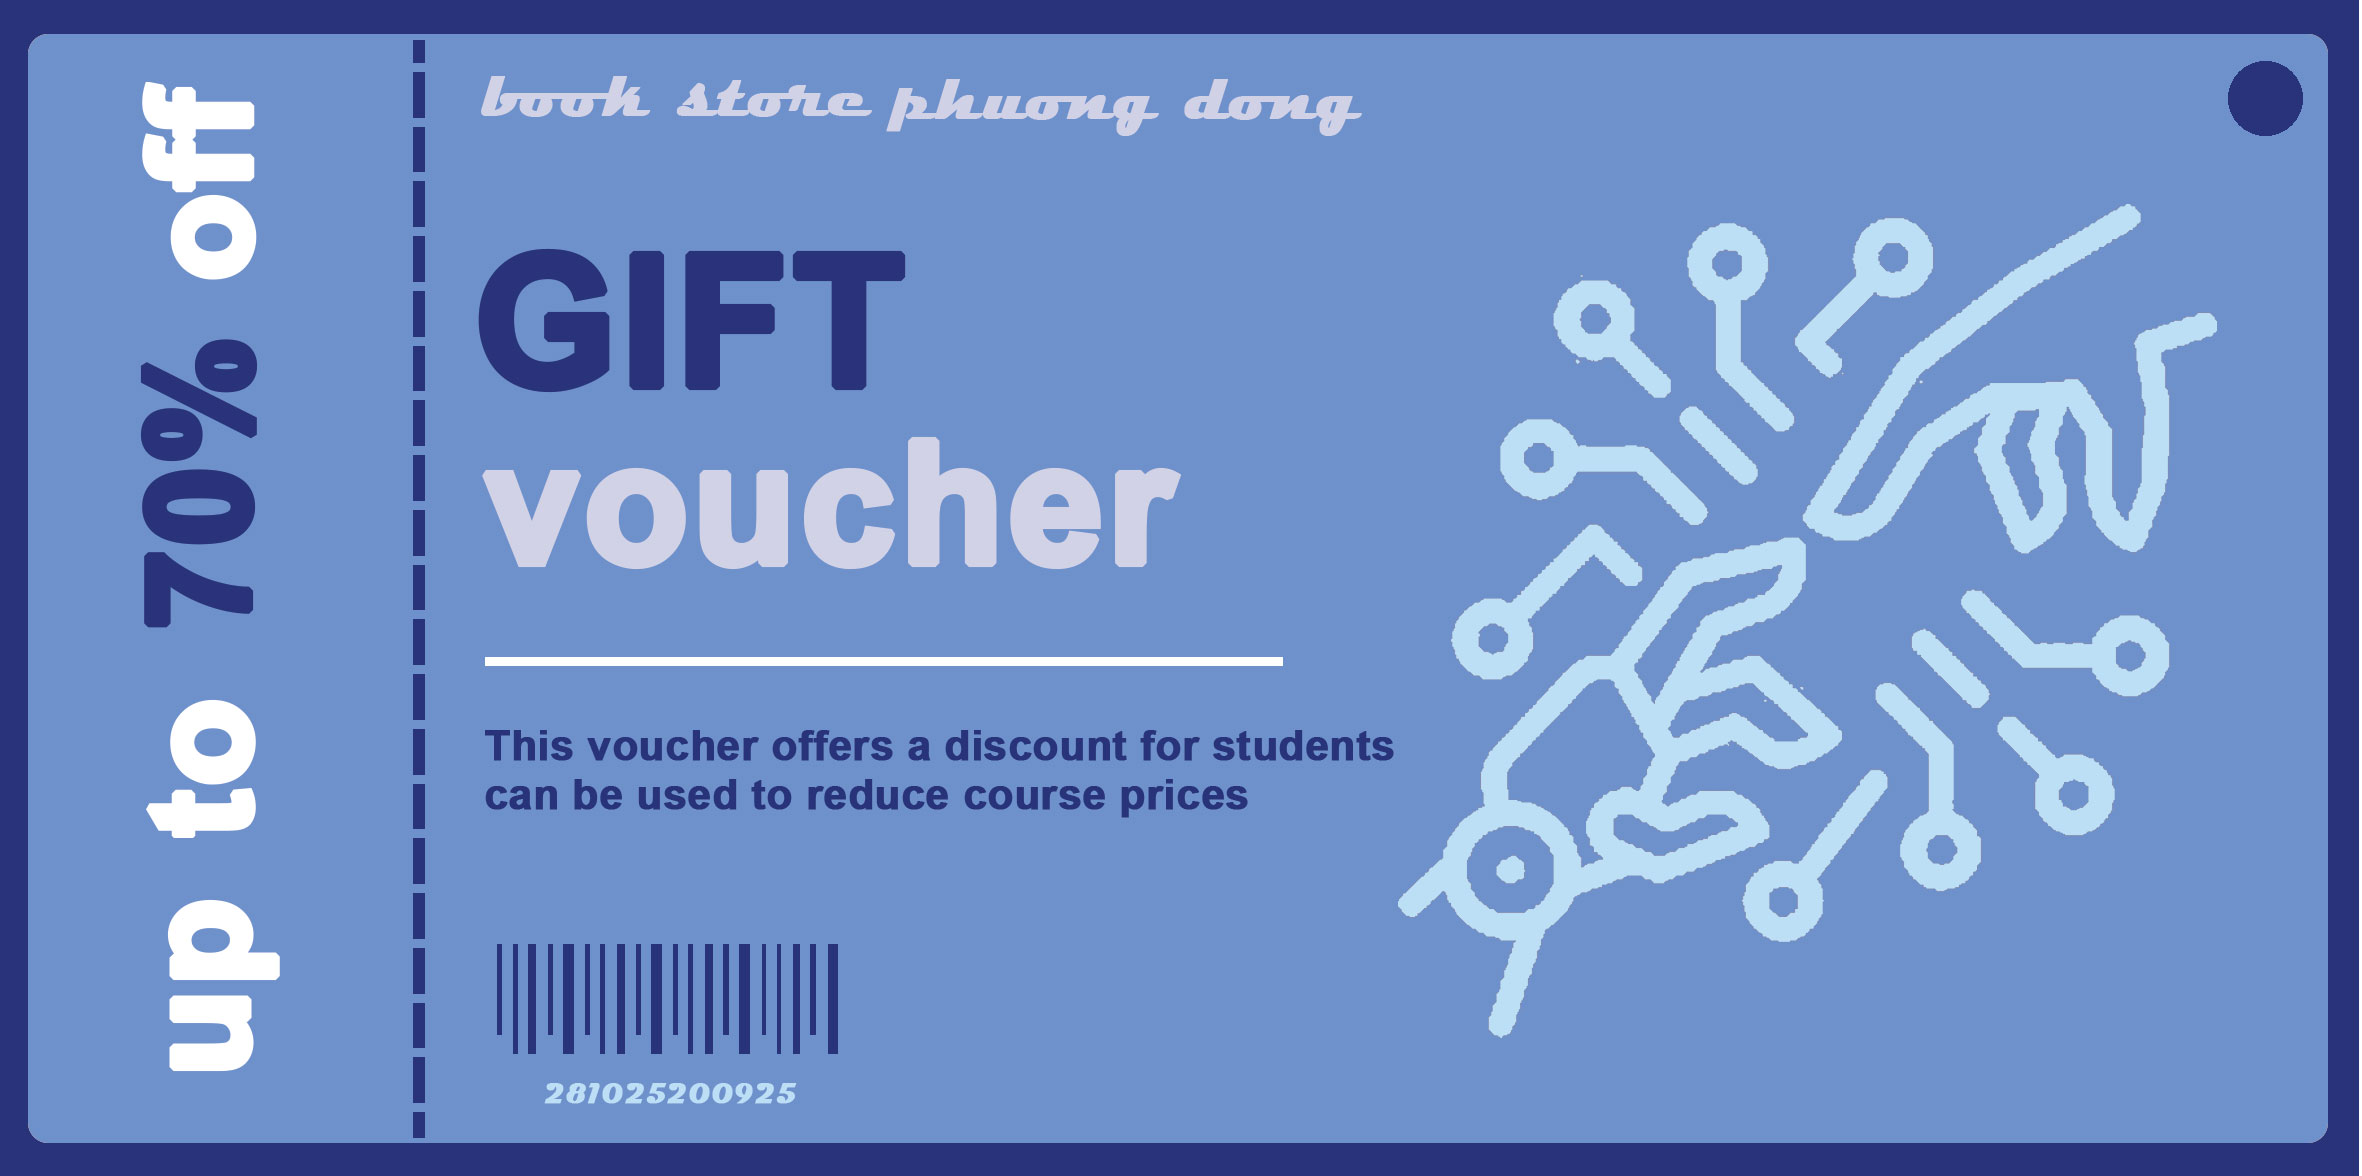 up to 70% off
book store phuong dong
GIFT
voucher
This voucher offers a discount for students
can be used to reduce course prices
281025200925